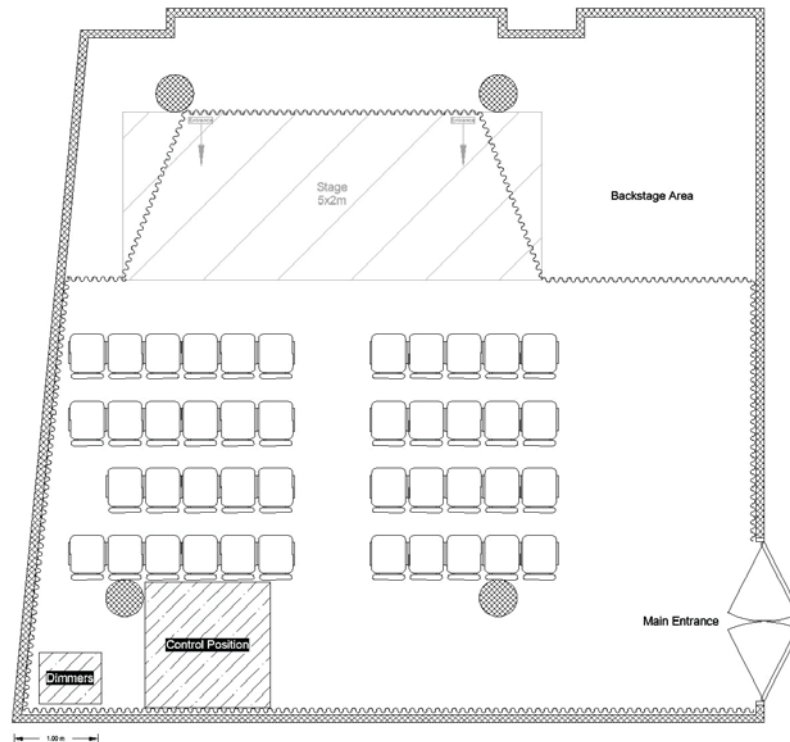 Entrance
Entrance
Stage
5x2m
Backstage Area
Main Entrance
Control Position
Dimmers
1.00 m